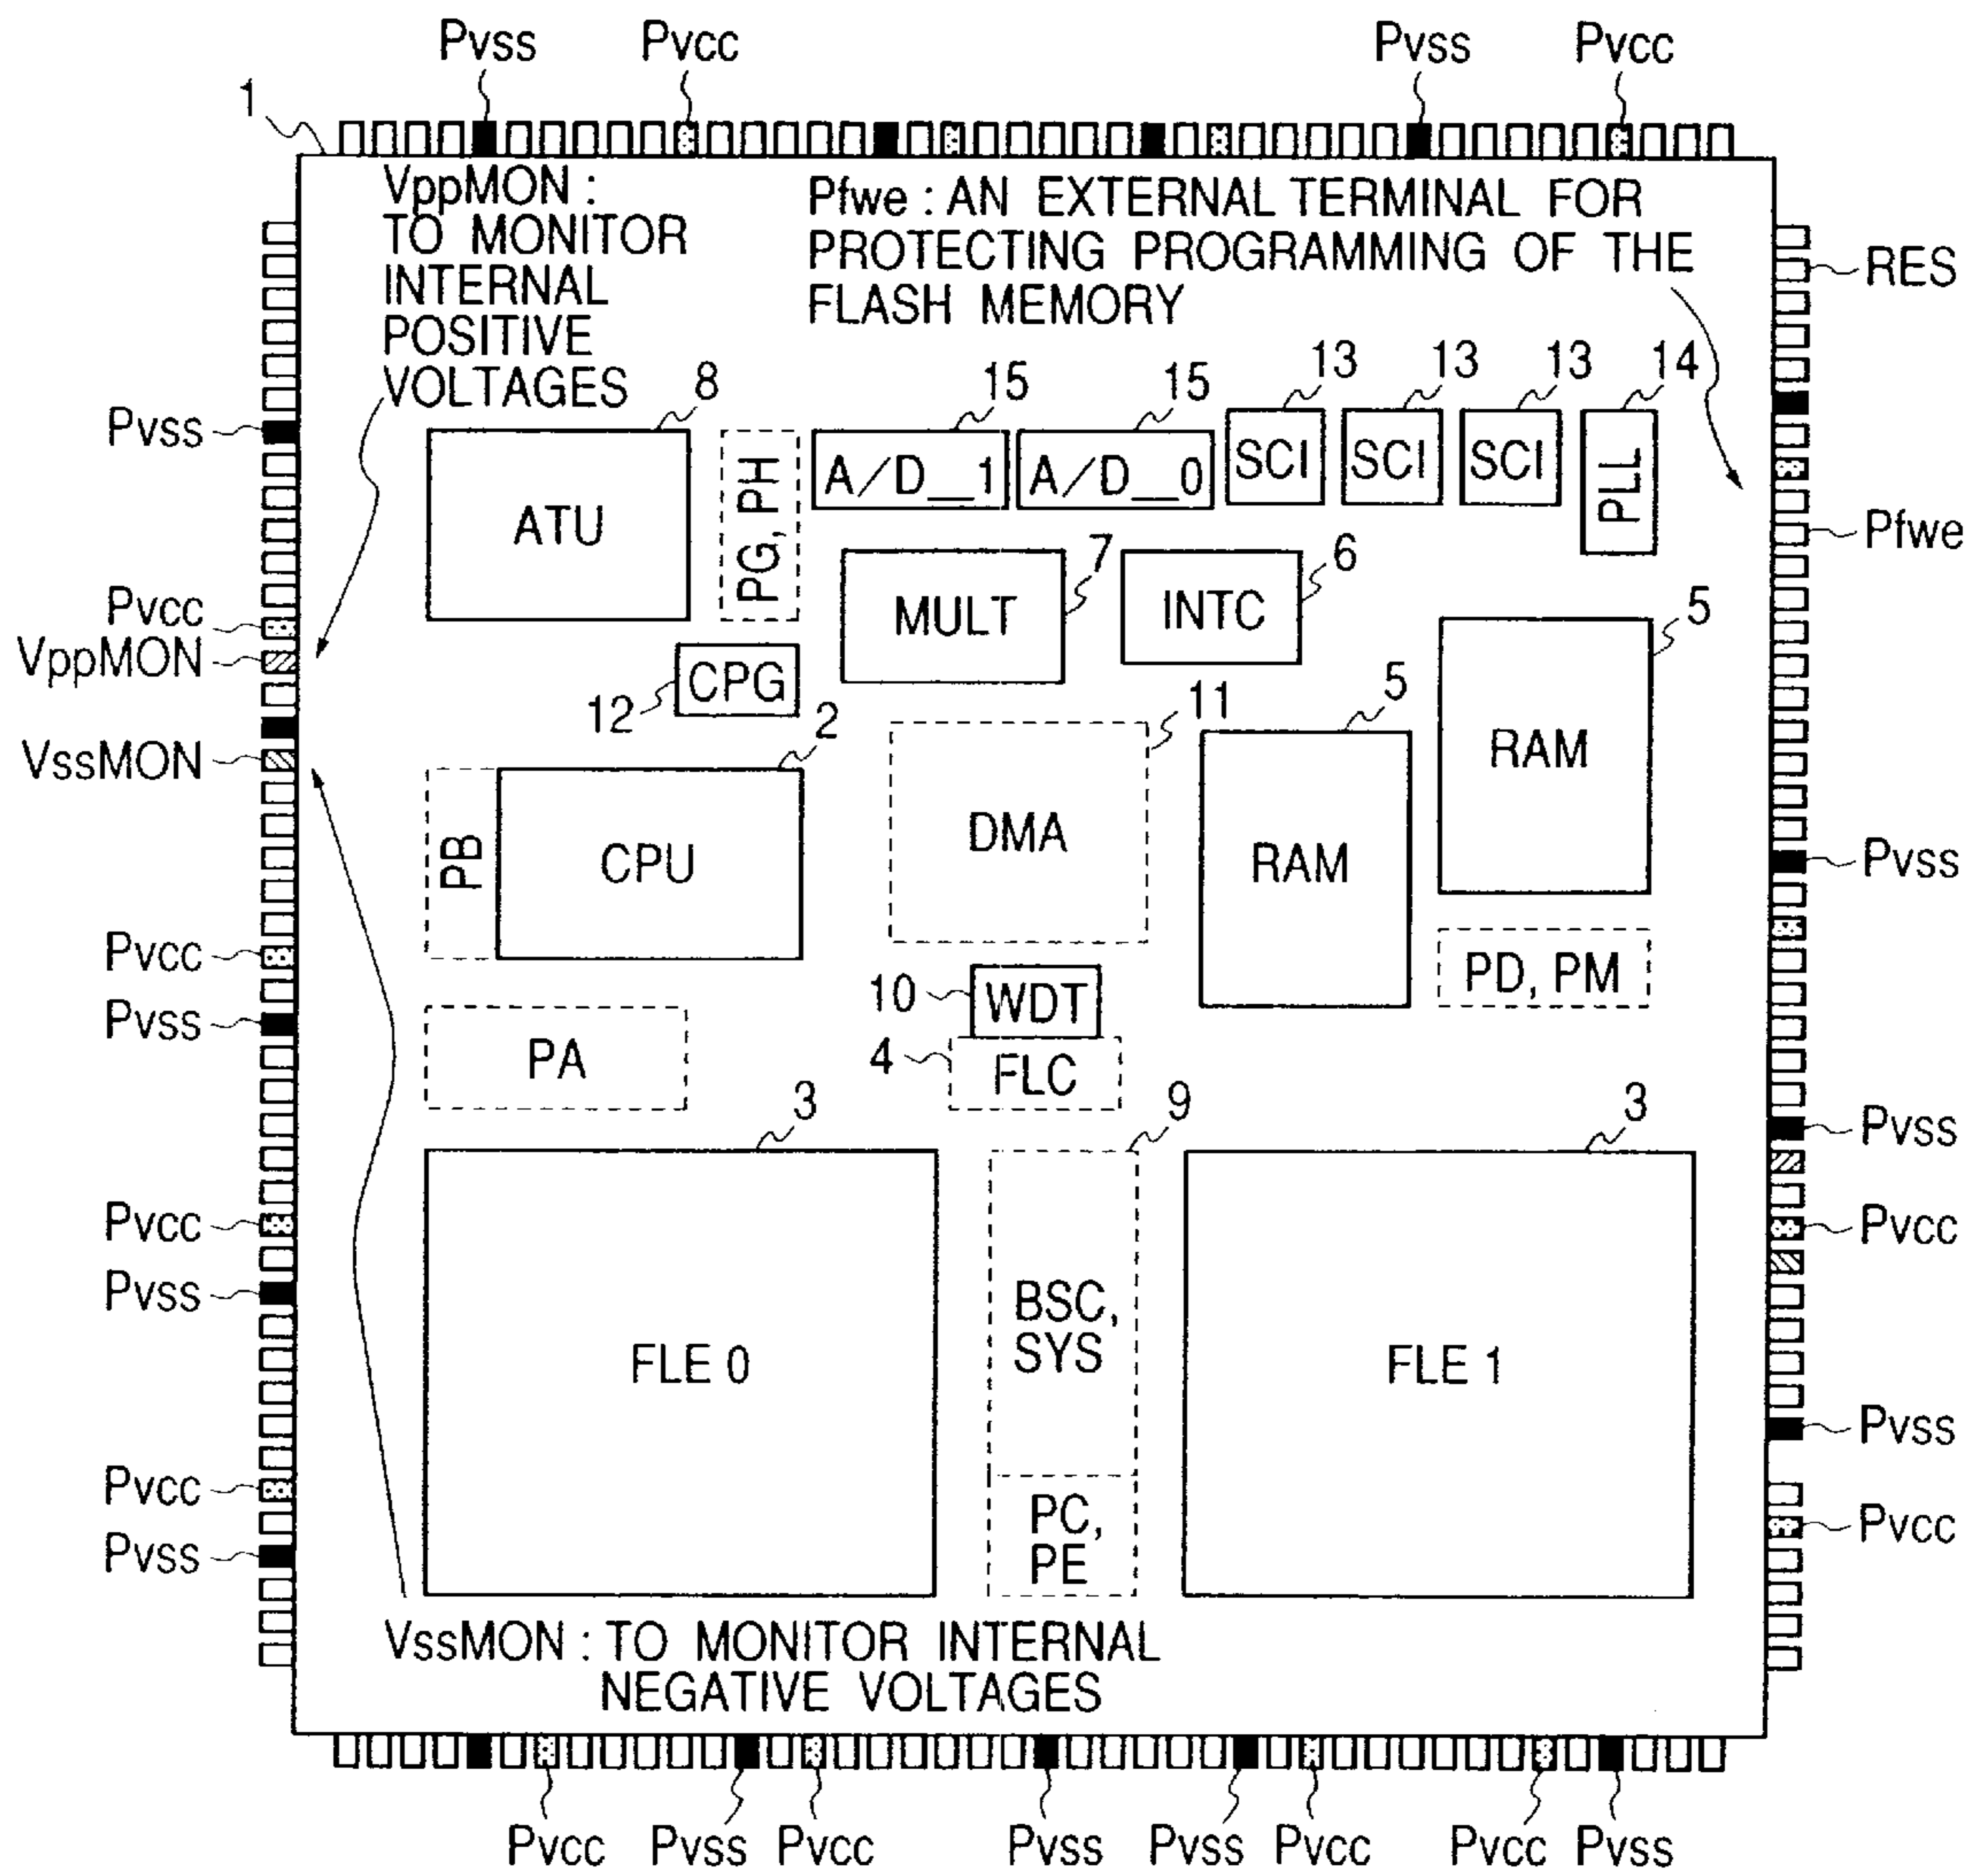 Pvss Pvcc Pvss Pvcc
1
VppMON :
TO MONITOR
INTERNAL
POSITIVE
VOLTAGES
Pfwe : AN EXTERNAL TERMINAL FOR
PROTECTING PROGRAMMING OF THE
FLASH MEMORY
RES
Pvss
8
15
15
13
13
13
14
ATU
PG, PH
A/D__1
A/D__0
SCI
SCI
SCI
PLL
Pfwe
Pvcc
VppMON
VssMON
MULT
7
INTC
6
5
RAM
12
CPG
2
11
5
PB
CPU
DMA
RAM
Pvss
Pvcc
Pvss
PD, PM
10
WDT
PA
4
FLC
3
9
3
Pvss
Pvcc
Pvcc
Pvss
FLE 0
BSC,
SYS
FLE 1
Pvss
Pvcc
Pvss
PC,
PE
Pvcc
VssMON : TO MONITOR INTERNAL
NEGATIVE VOLTAGES
Pvcc Pvss Pvcc Pvss Pvss Pvcc Pvcc Pvss